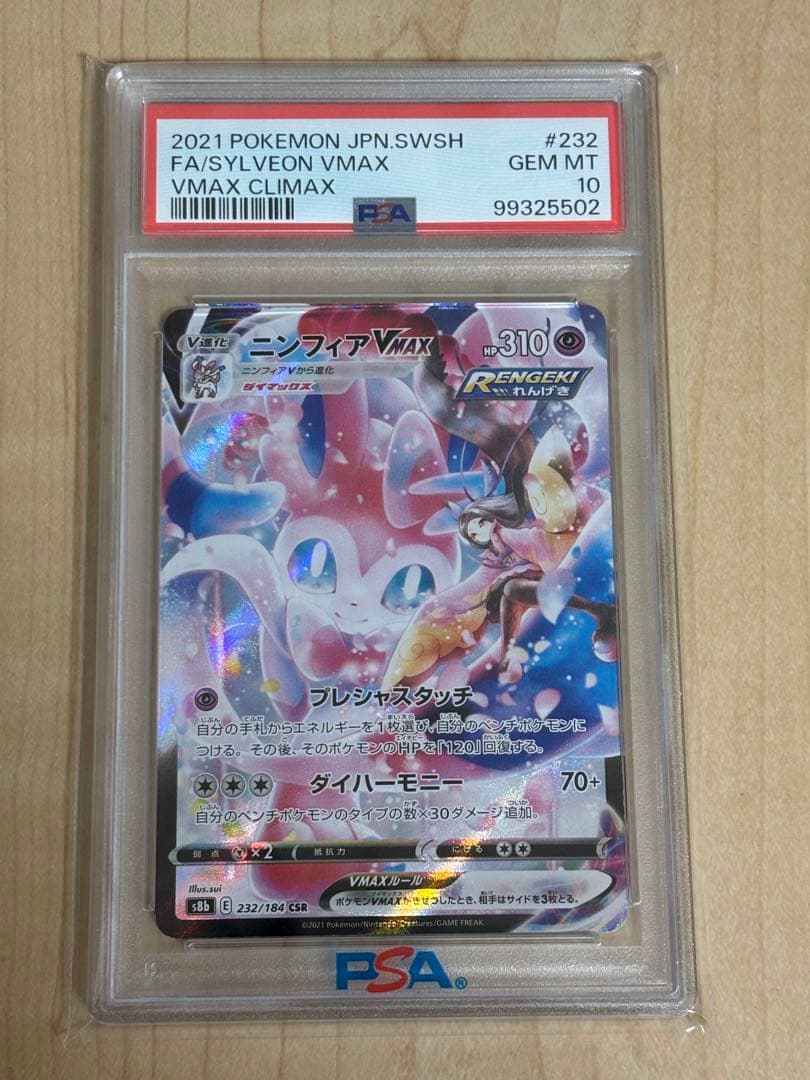 2021 POKEMON JPN.SWSH #232
FA/SYLVEON VMAX GEM MT
VMAX CLIMAX 10
99325502
PSA
V進化
ニンフィアVMAX
HP310
ニンフィアVから進化
ダイマックス
RENGEKI
れんげき
プレシャスタッチ
自分の手札からエネルギーを1枚選び、自分のベンチポケモンに
つける。その後、そのポケモンのHPを「120」回復する。
ダイハーモニー 70+
自分のベンチポケモンのタイプの数×30ダメージ追加。
弱点 ×2 抵抗力 にげる
Illus.sui
VMAXルール
ポケモンVMAXがきぜつしたとき、相手はサイドを3枚とる。
s8b E 232/184 CSR
©2021 Pokémon/Nintendo/Creatures/GAME FREAK.
PSA®